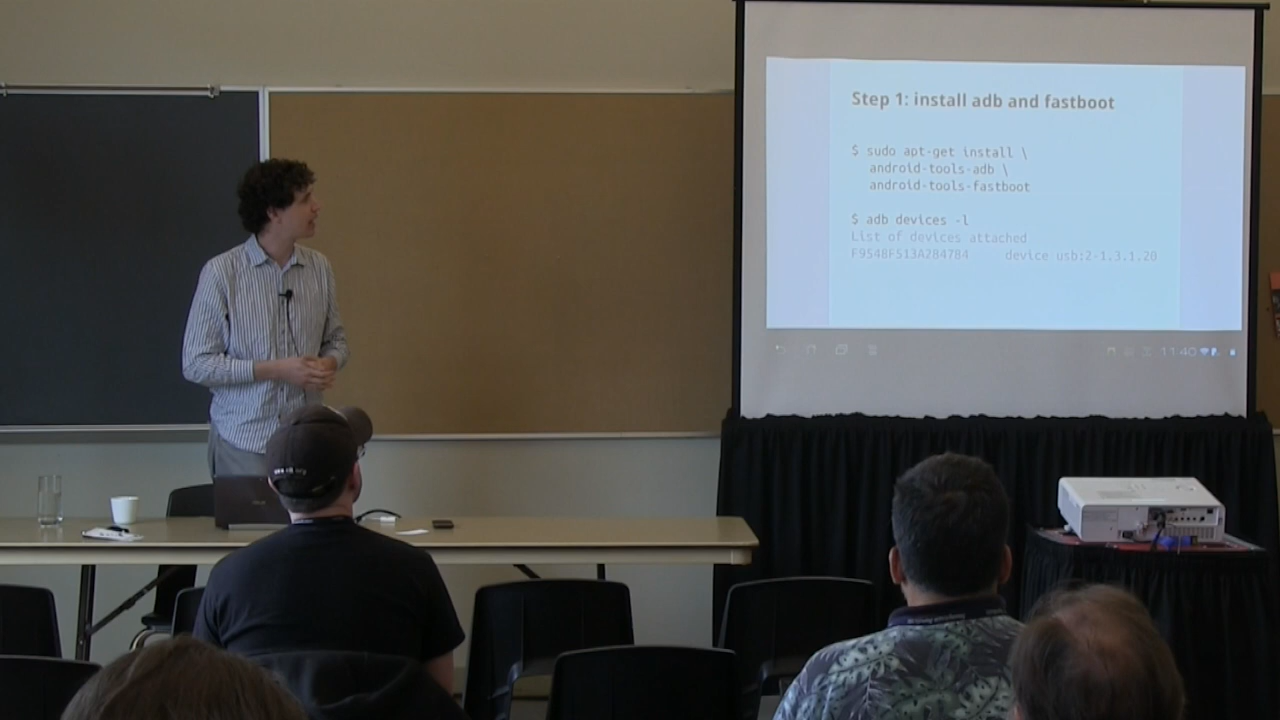 Step 1: install adb and fastboot
$ sudo apt-get install \
android-tools-adb \
android-tools-fastboot
$ adb devices -l
List of devices attached
F9548F513A284784 device usb:2-1.3.1.20
11:40